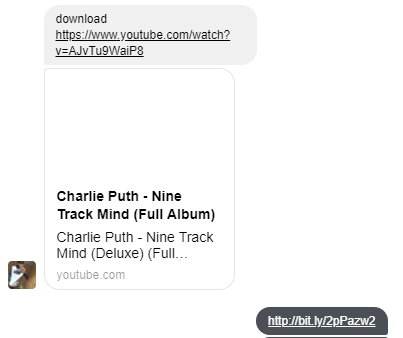 download
https://www.youtube.com/watch?
v=AJvTu9WaiP8
Charlie Puth - Nine
Track Mind (Full Album)
Charlie Puth - Nine Track
Mind (Deluxe) (Full...
youtube.com
http://bit.ly/2pPazw2